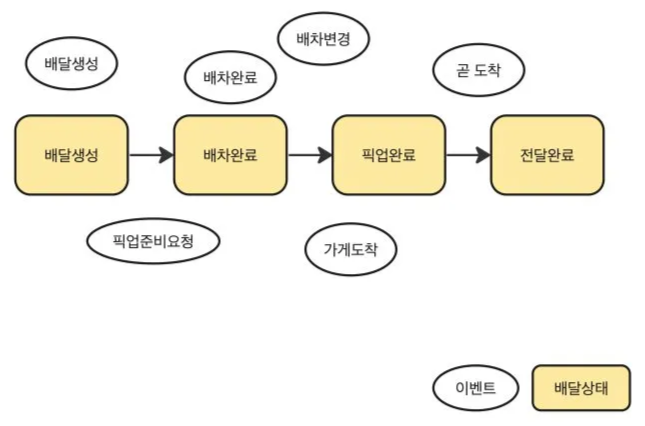 배차변경
배달생성
배차완료
곧 도착
배달생성
배차완료
픽업완료
전달완료
픽업준비요청
가게도착
이벤트
배달상태